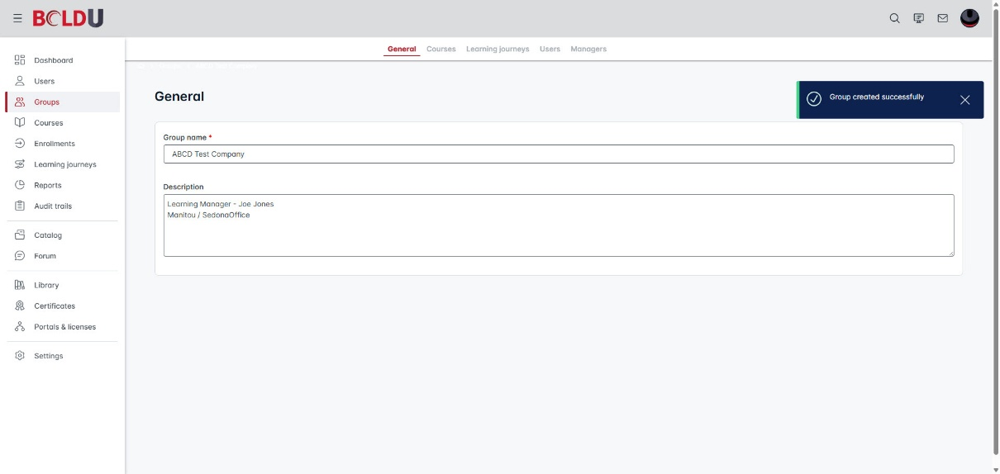 BOLDU
General Courses Learning journeys Users Managers
Dashboard
Users
Groups
Courses
Enrollments
Learning journeys
Reports
Audit trails
Catalog
Forum
Library
Certificates
Portals & licenses
Settings
General
Group created successfully
Group name *
ABCD Test Company
Description
Learning Manager - Joe Jones
Manitou / SedonaOffice